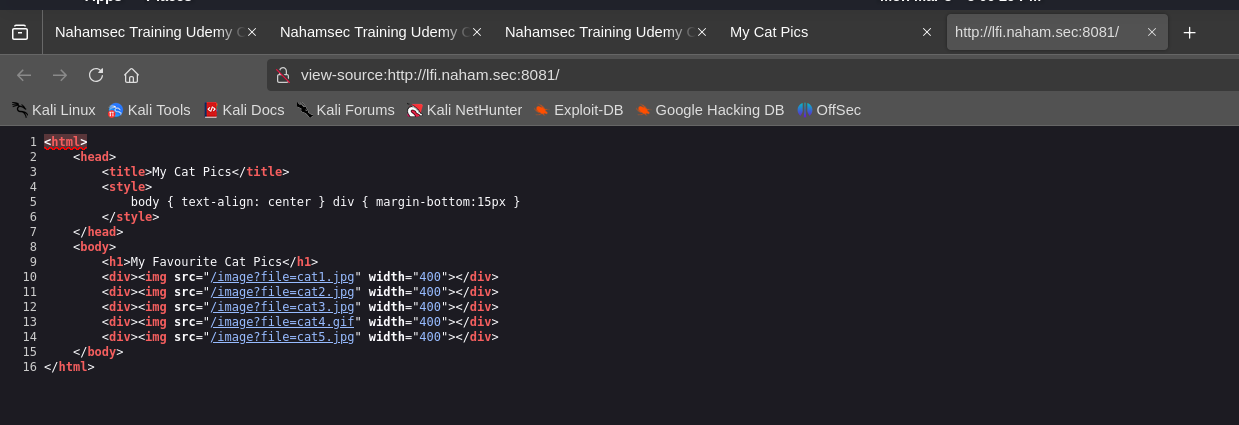 Nahamsec Training Udemy C
Nahamsec Training Udemy C
Nahamsec Training Udemy C
My Cat Pics
http://lfi.naham.sec:8081/
view-source:http://lfi.naham.sec:8081/
Kali Linux
Kali Tools
Kali Docs
Kali Forums
Kali NetHunter
Exploit-DB
Google Hacking DB
OffSec
1 <html>
2 <head>
3 <title>My Cat Pics</title>
4 <style>
5 body { text-align: center } div { margin-bottom:15px }
6 </style>
7 </head>
8 <body>
9 <h1>My Favourite Cat Pics</h1>
10 <div><img src="/image?file=cat1.jpg" width="400"></div>
11 <div><img src="/image?file=cat2.jpg" width="400"></div>
12 <div><img src="/image?file=cat3.jpg" width="400"></div>
13 <div><img src="/image?file=cat4.gif" width="400"></div>
14 <div><img src="/image?file=cat5.jpg" width="400"></div>
15 </body>
16 </html>